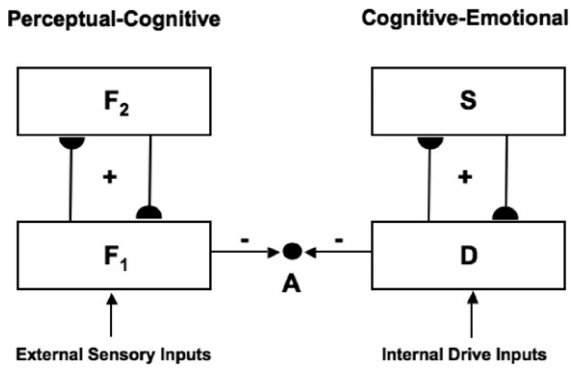 Perceptual-Cognitive
Cognitive-Emotional
F₂
S
+
+
F₁
-
-
D
A
External Sensory Inputs
Internal Drive Inputs